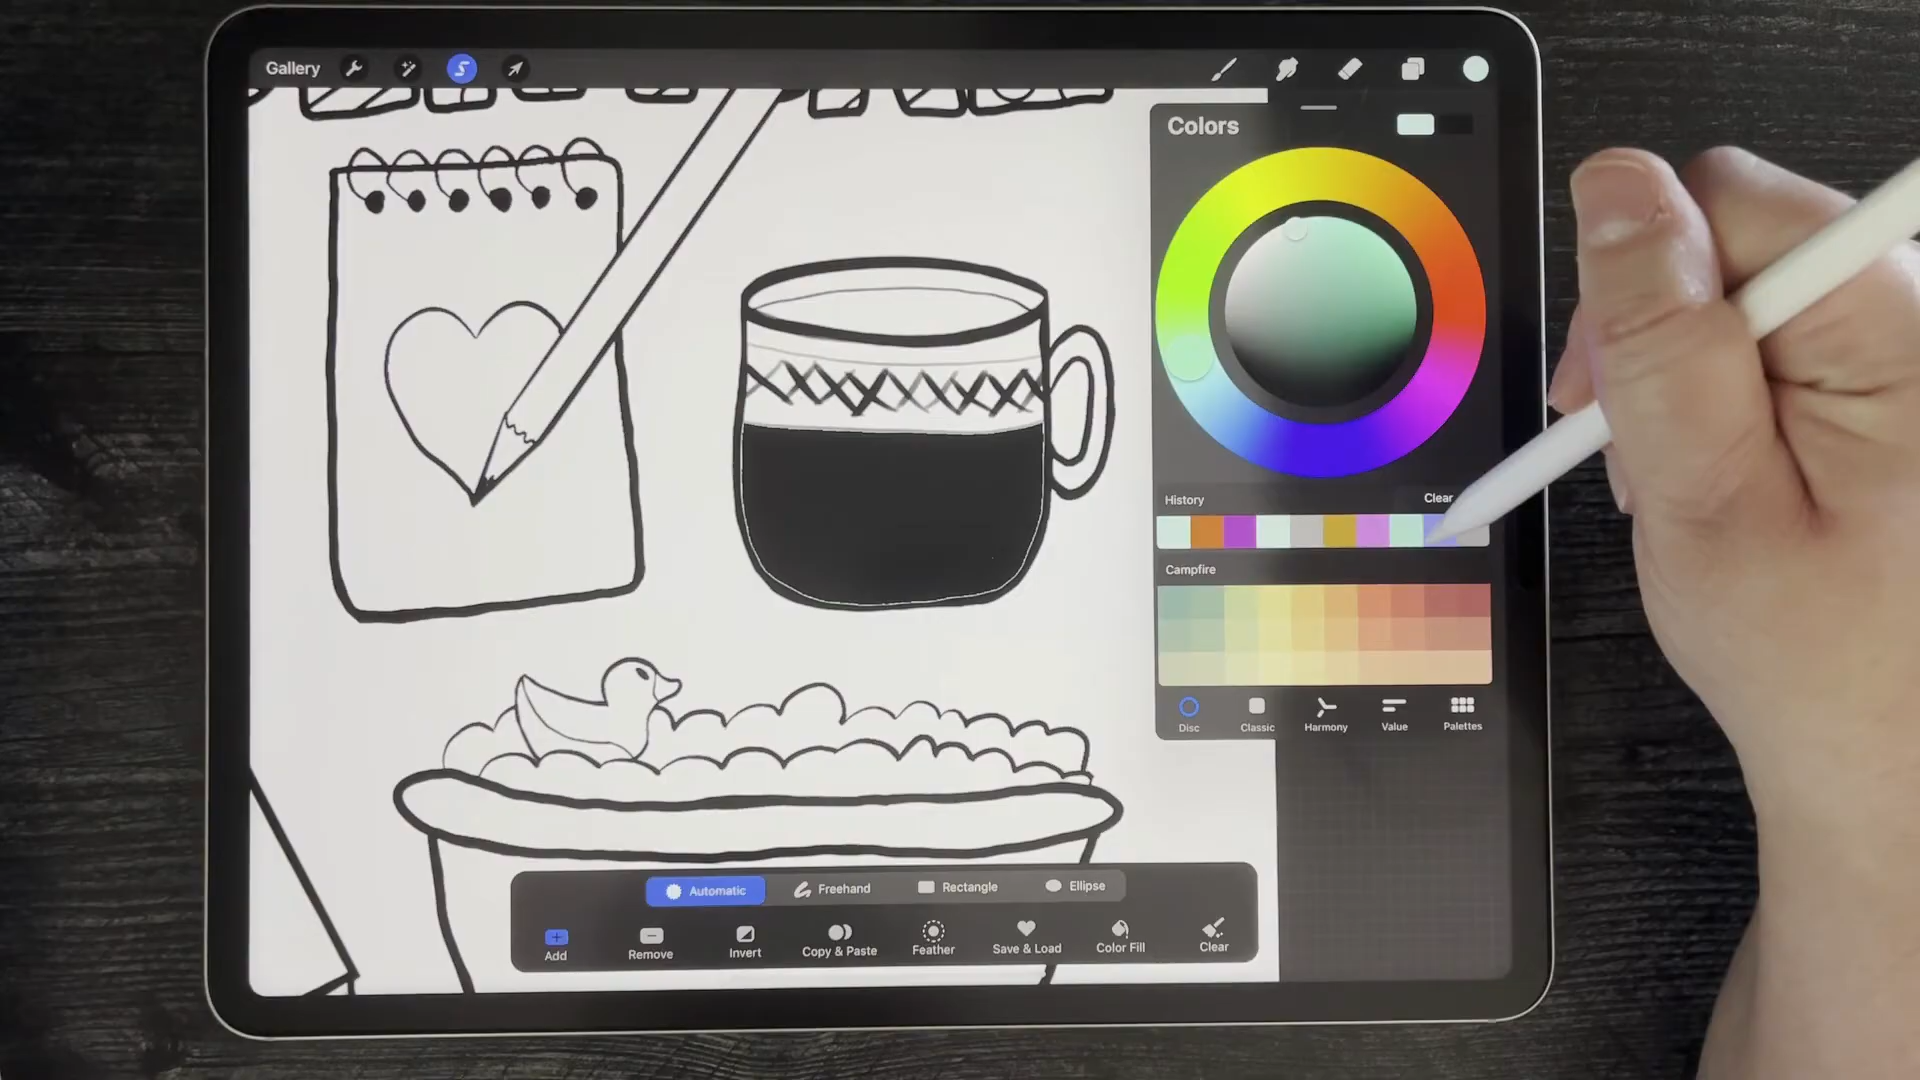 Gallery
Colors
History Clear
Campfire
Disc Classic Harmony Value Palettes
Automatic Freehand Rectangle Ellipse
Add Remove Invert Copy & Paste Feather Save & Load Color Fill Clear